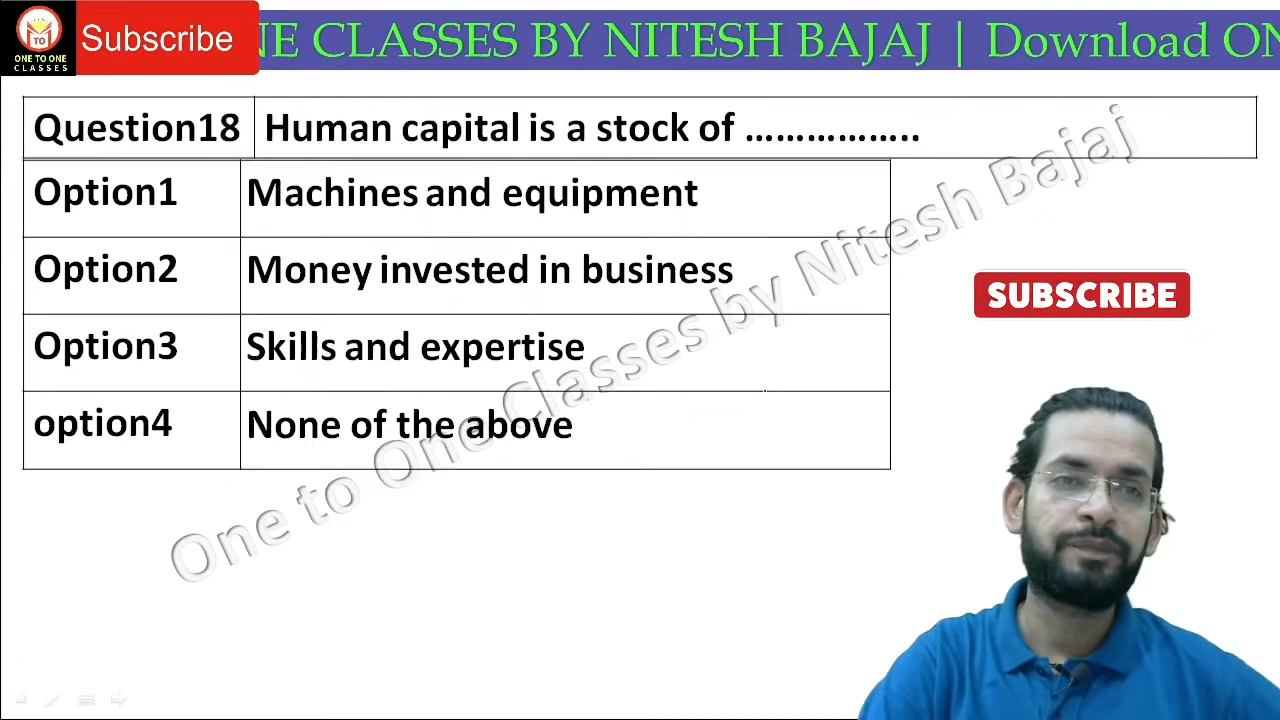 TO
ONE TO ONE
CLASSES
Subscribe
NE CLASSES BY NITESH BAJAJ | Download ON
Question18 Human capital is a stock of ……………..
Option1 Machines and equipment
Option2 Money invested in business
Option3 Skills and expertise
option4 None of the above
SUBSCRIBE
One to One Classes by Nitesh Bajaj